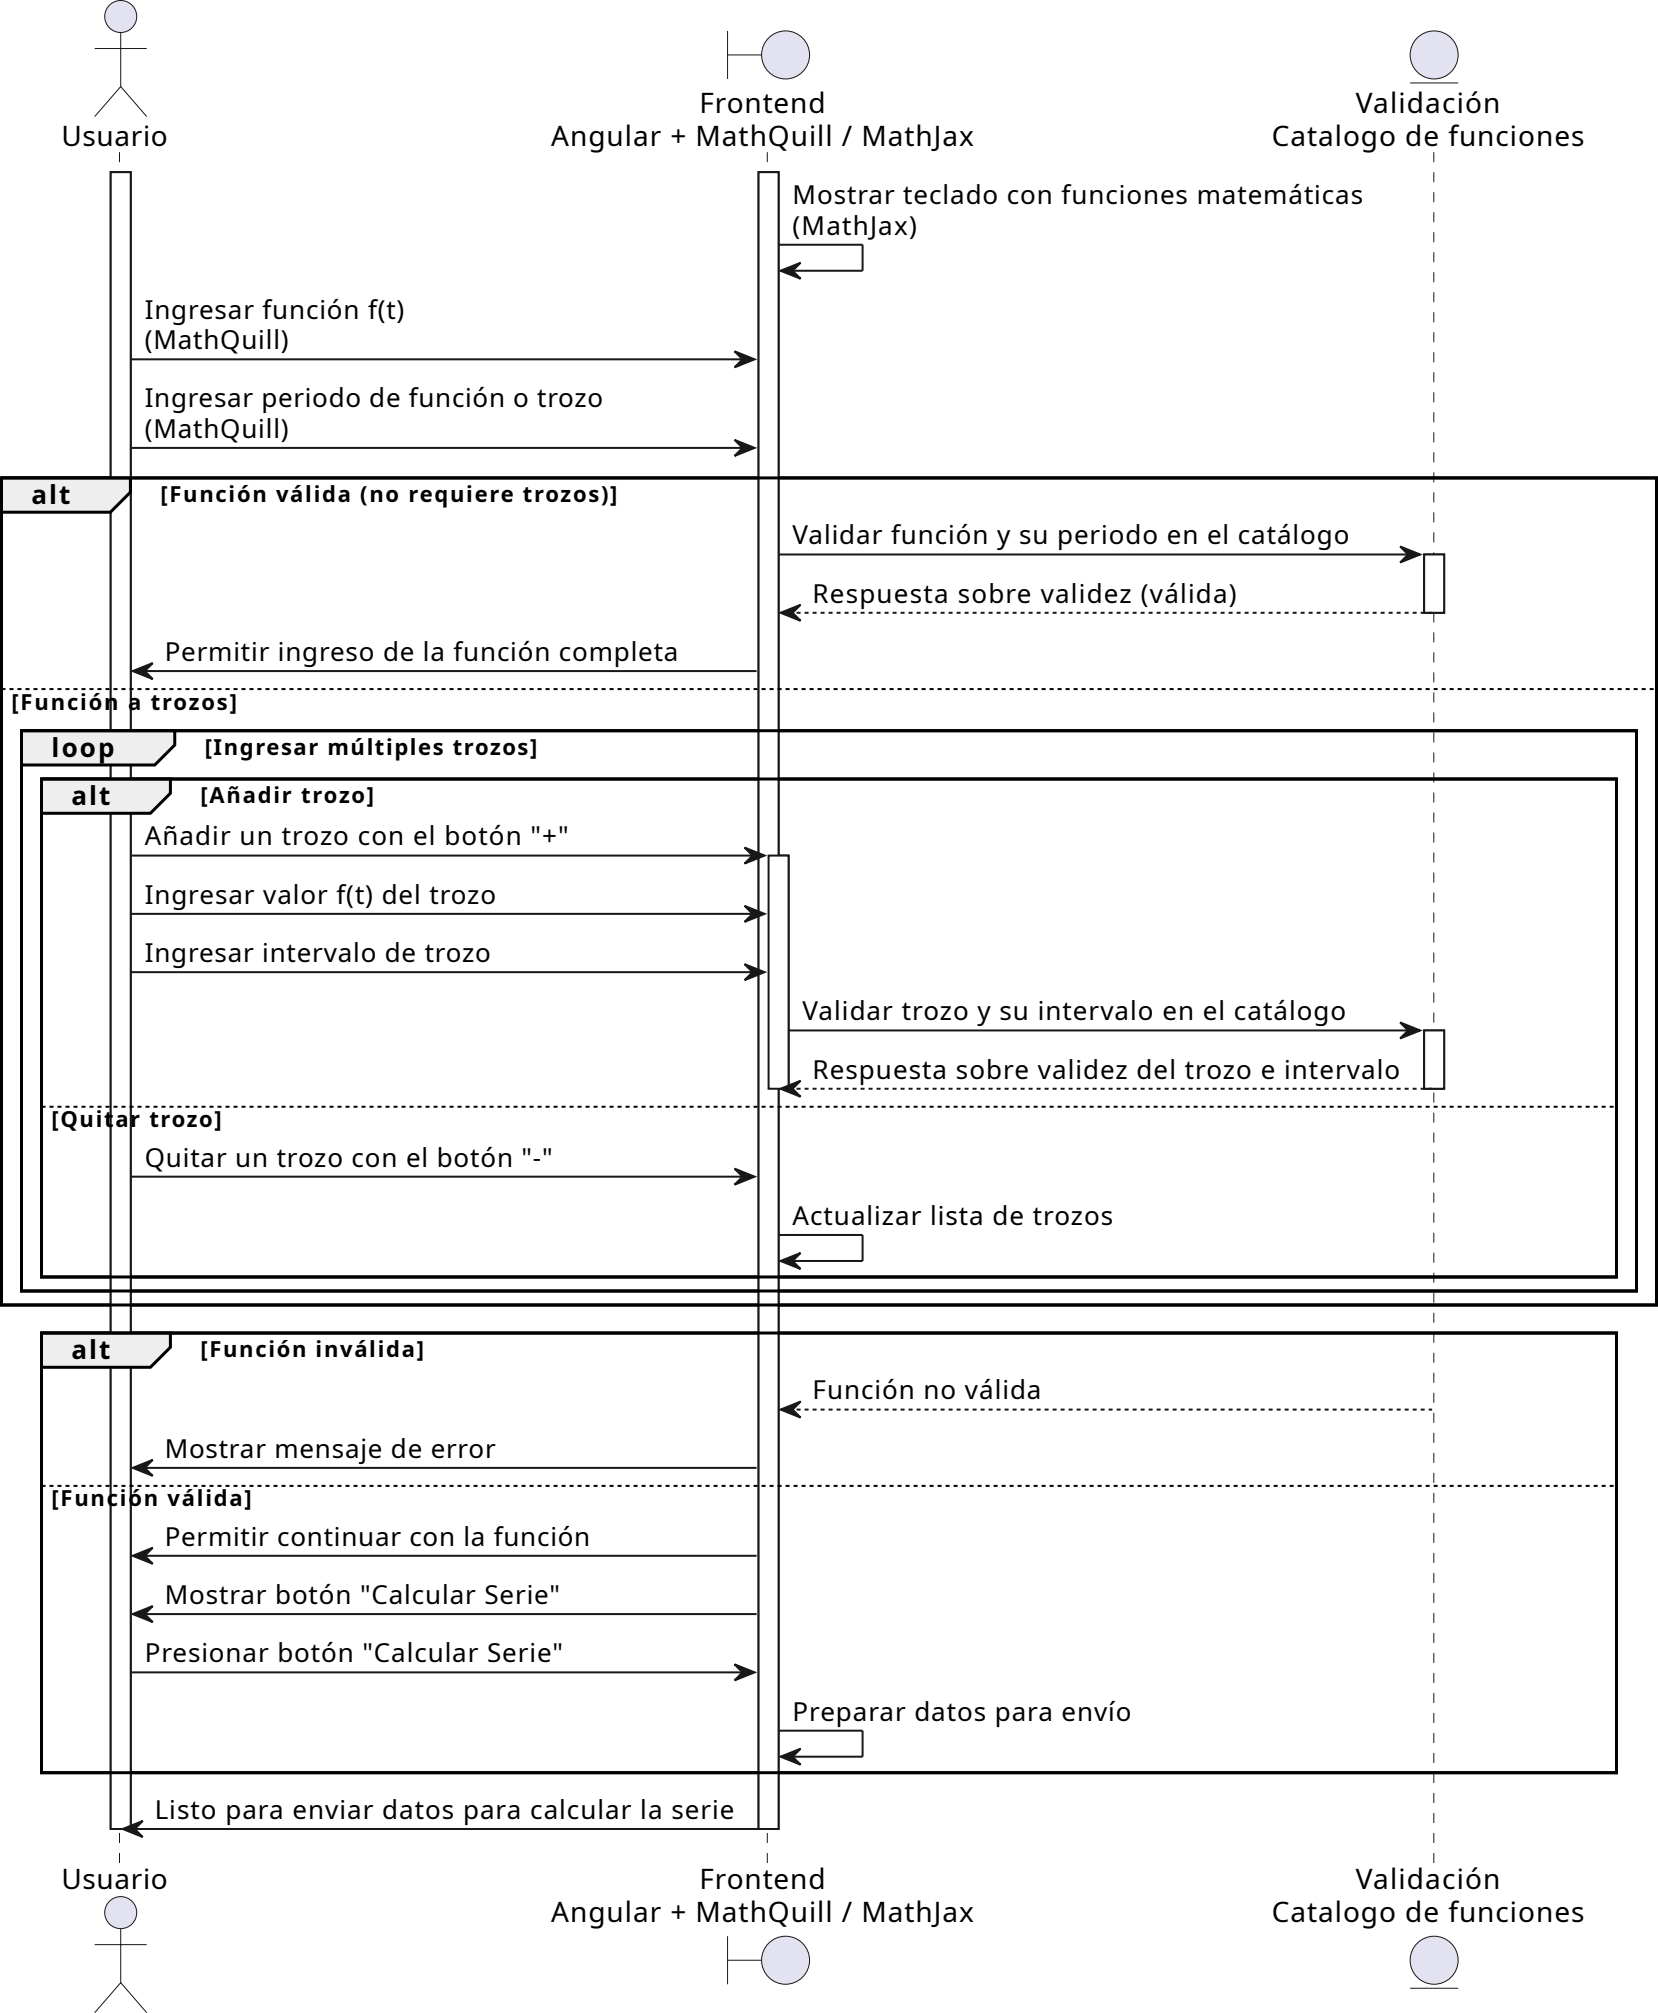 Usuario
Frontend
Angular + MathQuill / MathJax
Validación
Catalogo de funciones
Mostrar teclado con funciones matemáticas
(MathJax)
Ingresar función f(t)
(MathQuill)
Ingresar periodo de función o trozo
(MathQuill)
alt [Función válida (no requiere trozos)]
Validar función y su periodo en el catálogo
Respuesta sobre validez (válida)
Permitir ingreso de la función completa
[Función a trozos]
loop [Ingresar múltiples trozos]
alt [Añadir trozo]
Añadir un trozo con el botón "+"
Ingresar valor f(t) del trozo
Ingresar intervalo de trozo
Validar trozo y su intervalo en el catálogo
Respuesta sobre validez del trozo e intervalo
[Quitar trozo]
Quitar un trozo con el botón "-"
Actualizar lista de trozos
alt [Función inválida]
Función no válida
Mostrar mensaje de error
[Función válida]
Permitir continuar con la función
Mostrar botón "Calcular Serie"
Presionar botón "Calcular Serie"
Preparar datos para envío
Listo para enviar datos para calcular la serie
Usuario
Frontend
Angular + MathQuill / MathJax
Validación
Catalogo de funciones